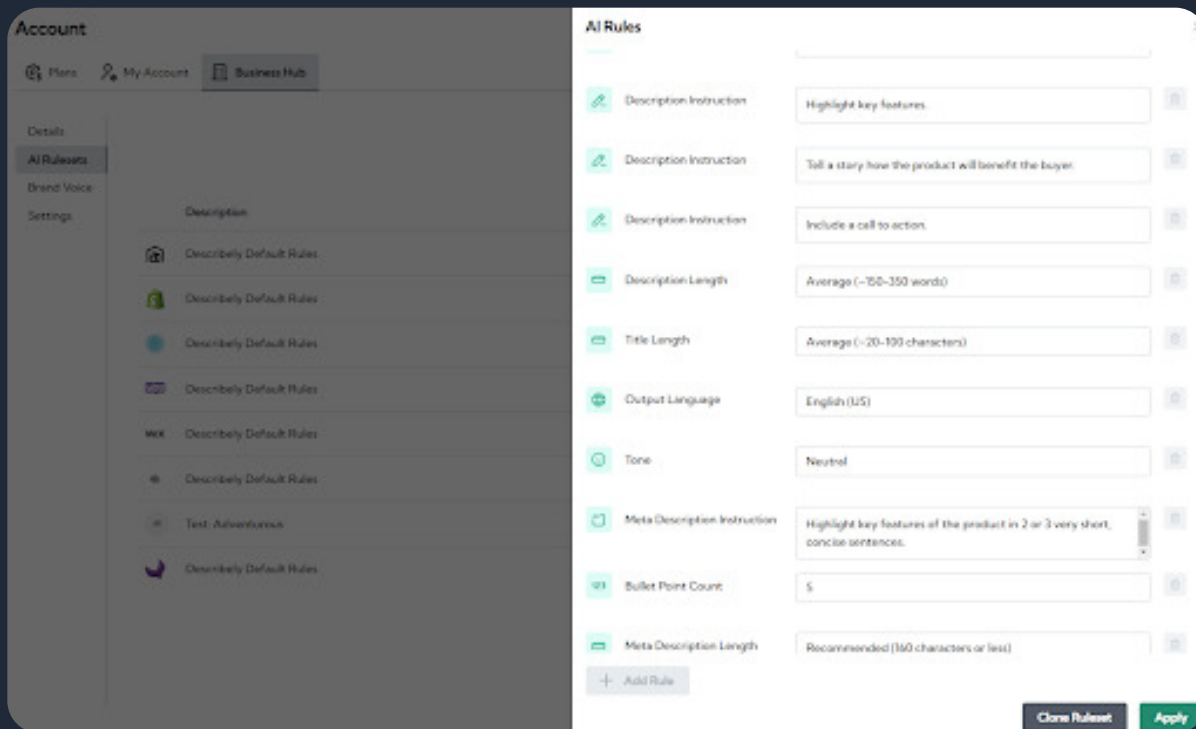 Account
Plans
My Account
Business Hub
Details
AI Rulesets
Brand Voice
Settings
Description
Describely Default Rules
Describely Default Rules
Describely Default Rules
Describely Default Rules
WIX
Describely Default Rules
Describely Default Rules
Test: Adventurous
Describely Default Rules
AI Rules
Description Instruction
Highlight key features.
Description Instruction
Tell a story how the product will benefit the buyer.
Description Instruction
Include a call to action.
Description Length
Average (~150-350 words)
Title Length
Average (~20-100 characters)
Output Language
English (US)
Tone
Neutral
Meta Description Instruction
Highlight key features of the product in 2 or 3 very short,
concise sentences.
Bullet Point Count
5
Meta Description Length
Recommended (160 characters or less)
+ Add Rule
Clone Ruleset
Apply